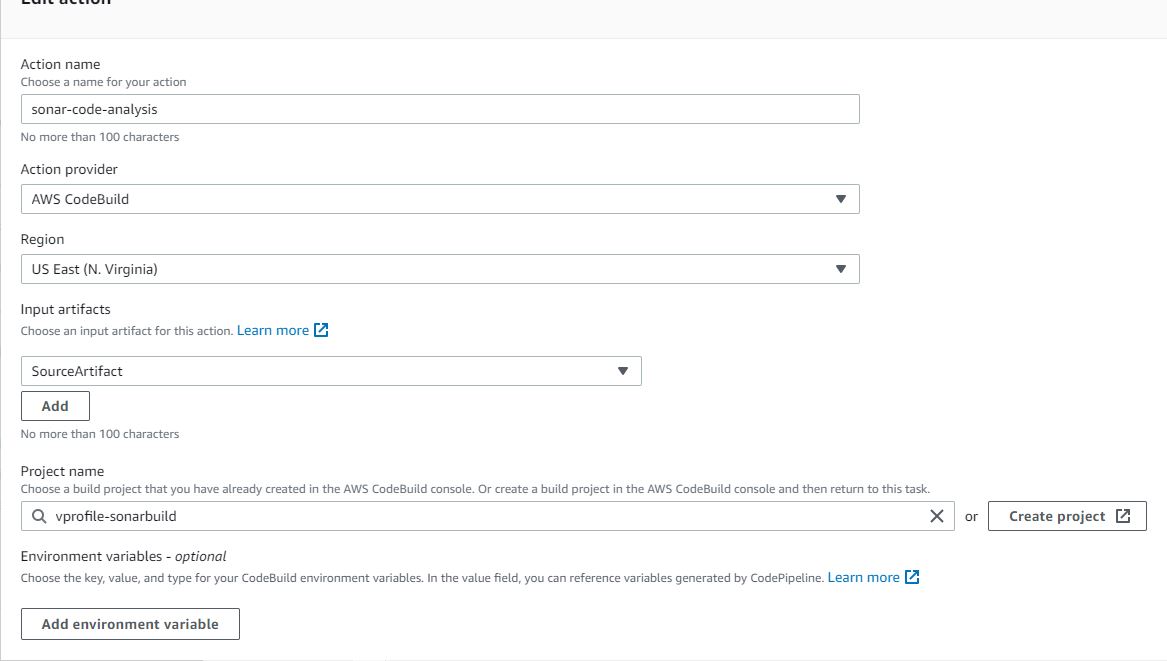 Edit action
Action name
Choose a name for your action
sonar-code-analysis
No more than 100 characters
Action provider
AWS CodeBuild
Region
US East (N. Virginia)
Input artifacts
Choose an input artifact for this action. Learn more
SourceArtifact
Add
No more than 100 characters
Project name
Choose a build project that you have already created in the AWS CodeBuild console. Or create a build project in the AWS CodeBuild console and then return to this task.
vprofile-sonarbuild or Create project
Environment variables - optional
Choose the key, value, and type for your CodeBuild environment variables. In the value field, you can reference variables generated by CodePipeline. Learn more
Add environment variable